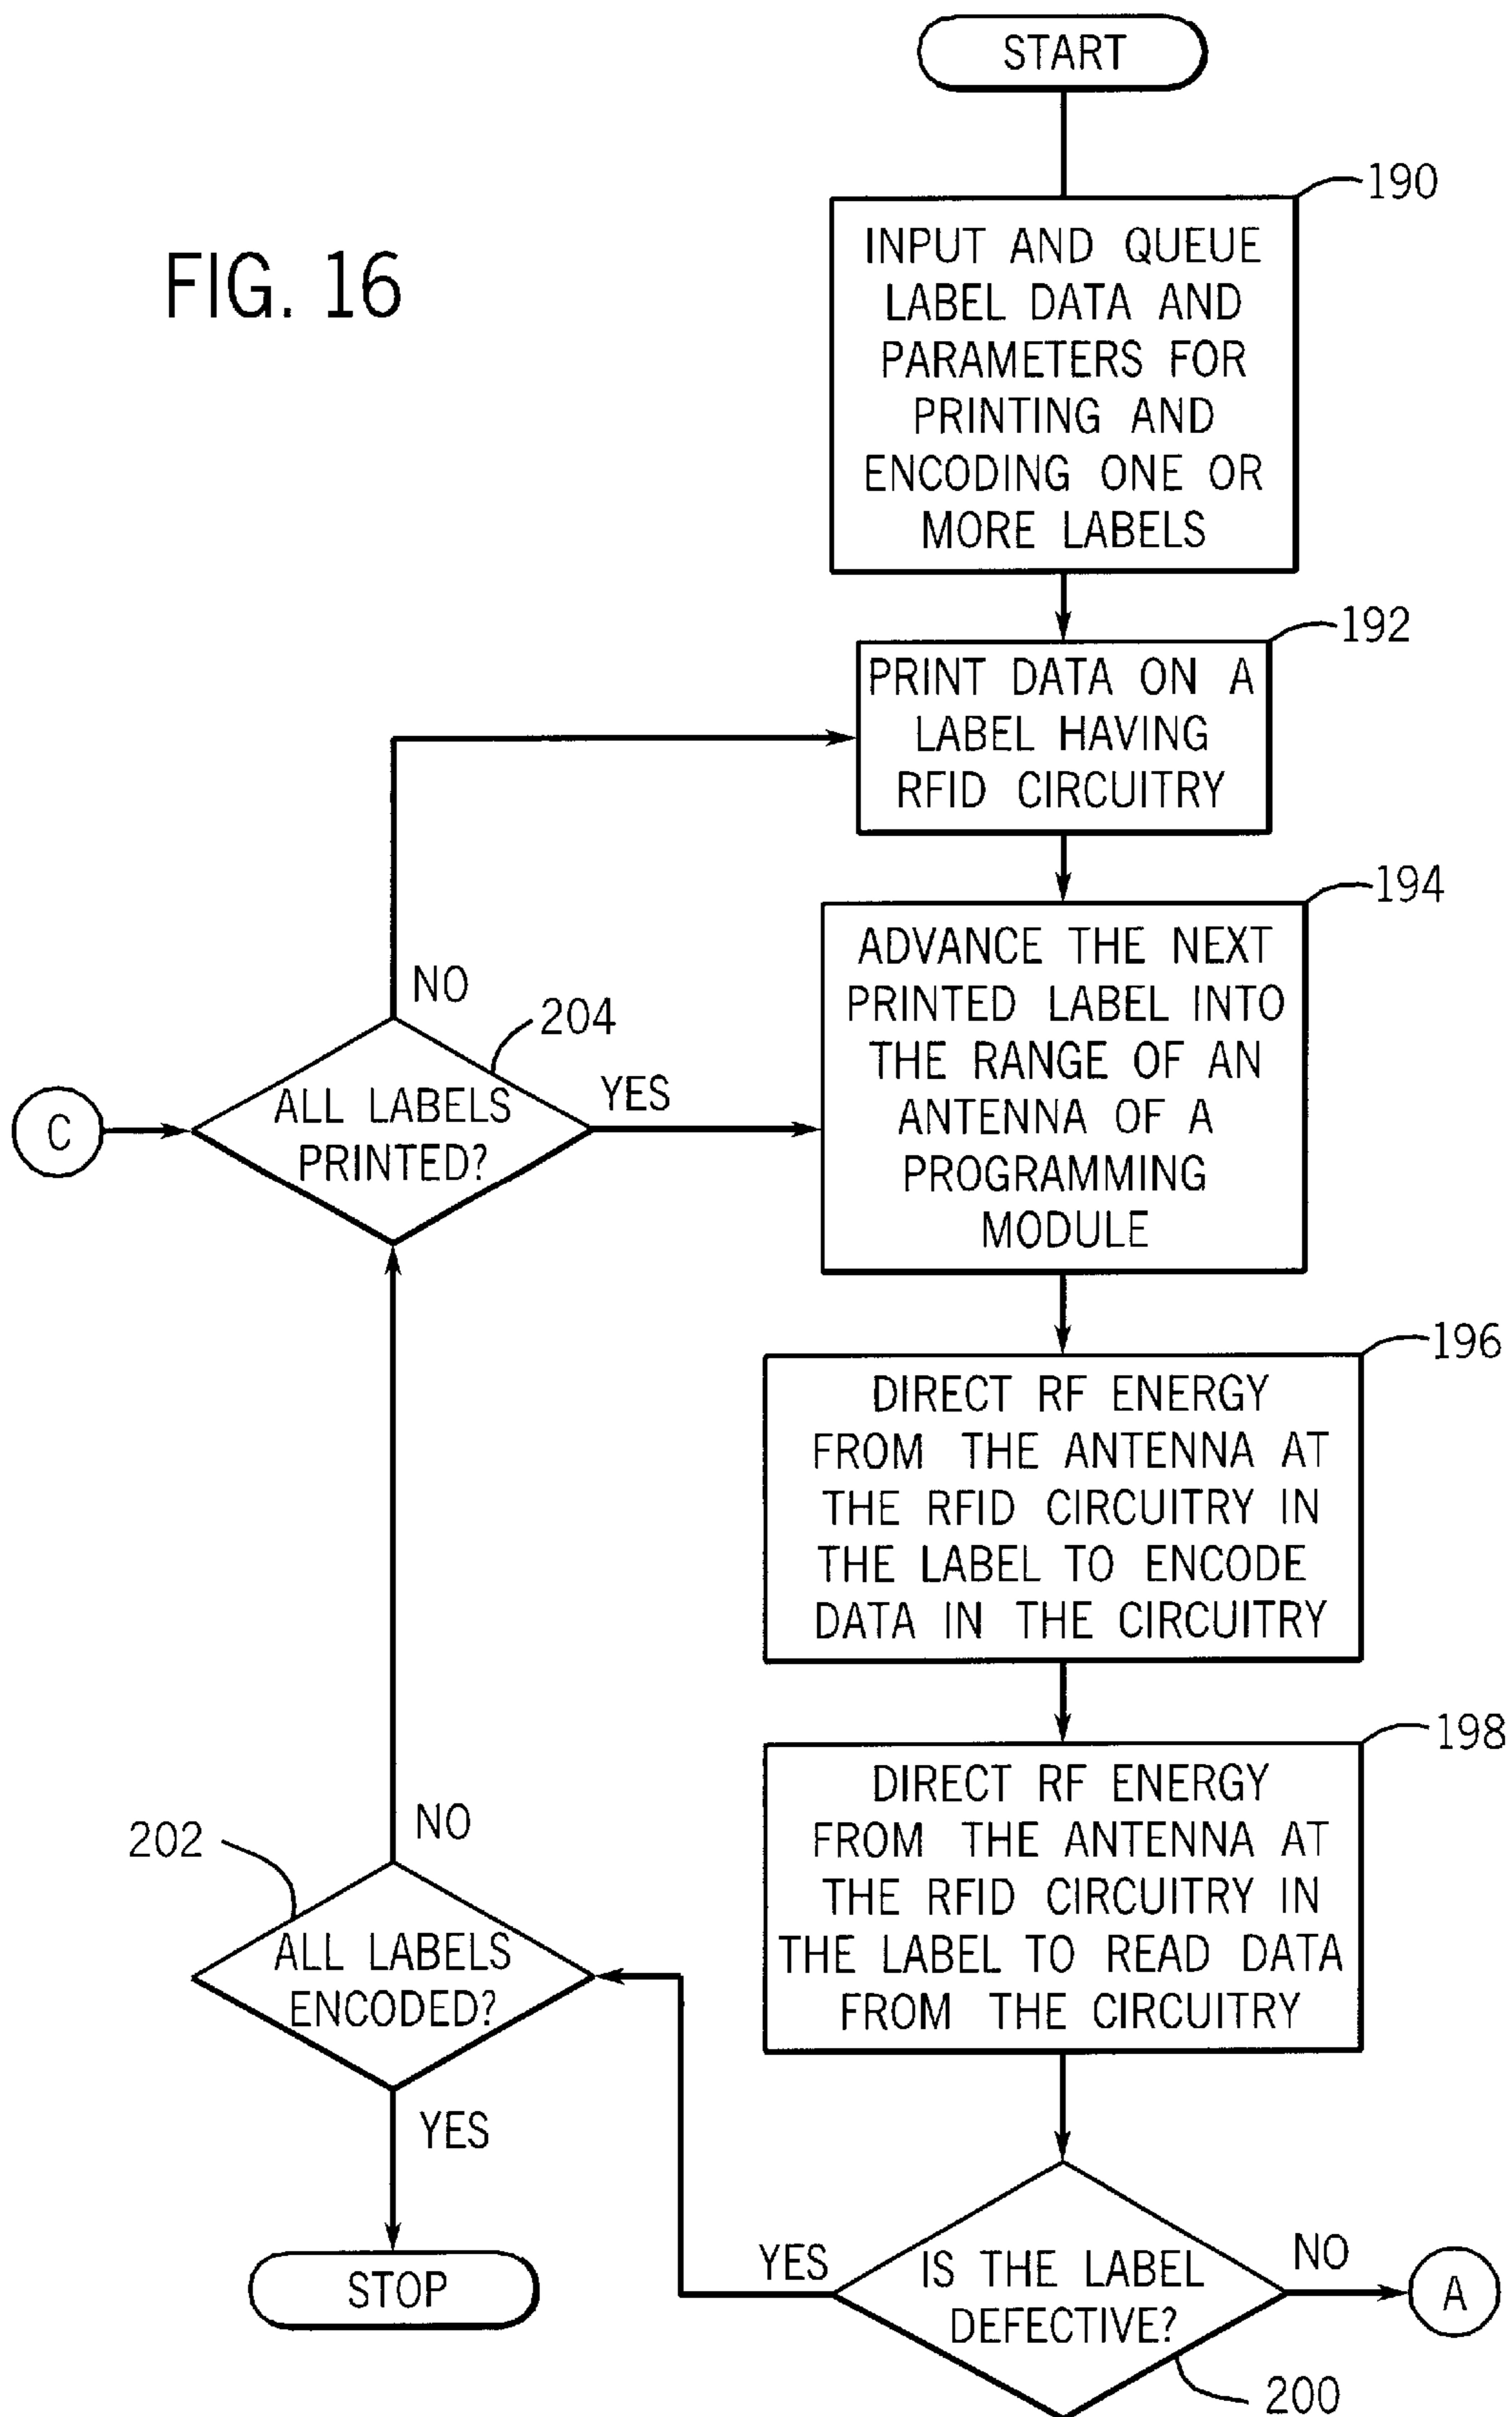 START
FIG. 16
190
INPUT AND QUEUE
LABEL DATA AND
PARAMETERS FOR
PRINTING AND
ENCODING ONE OR
MORE LABELS
192
PRINT DATA ON A
LABEL HAVING
RFID CIRCUITRY
194
ADVANCE THE NEXT
PRINTED LABEL INTO
THE RANGE OF AN
ANTENNA OF A
PROGRAMMING
MODULE
NO
204
C
ALL LABELS
PRINTED?
YES
196
DIRECT RF ENERGY
FROM THE ANTENNA AT
THE RFID CIRCUITRY IN
THE LABEL TO ENCODE
DATA IN THE CIRCUITRY
198
DIRECT RF ENERGY
FROM THE ANTENNA AT
THE RFID CIRCUITRY IN
THE LABEL TO READ DATA
FROM THE CIRCUITRY
NO
202
ALL LABELS
ENCODED?
YES
STOP
YES
IS THE LABEL
DEFECTIVE?
NO
A
200